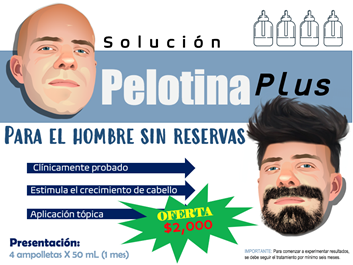 Solución
Pelotina Plus
PARA EL HOMBRE SIN RESERVAS
Clínicamente probado
Estimula el crecimiento de cabello
Aplicación tópica
OFERTA
$2,000
Presentación:
4 ampolletas X 50 mL (1 mes)
IMPORTANTE: Para comenzar a experimentar resultados,
se debe seguir el tratamiento por mínimo seis meses.